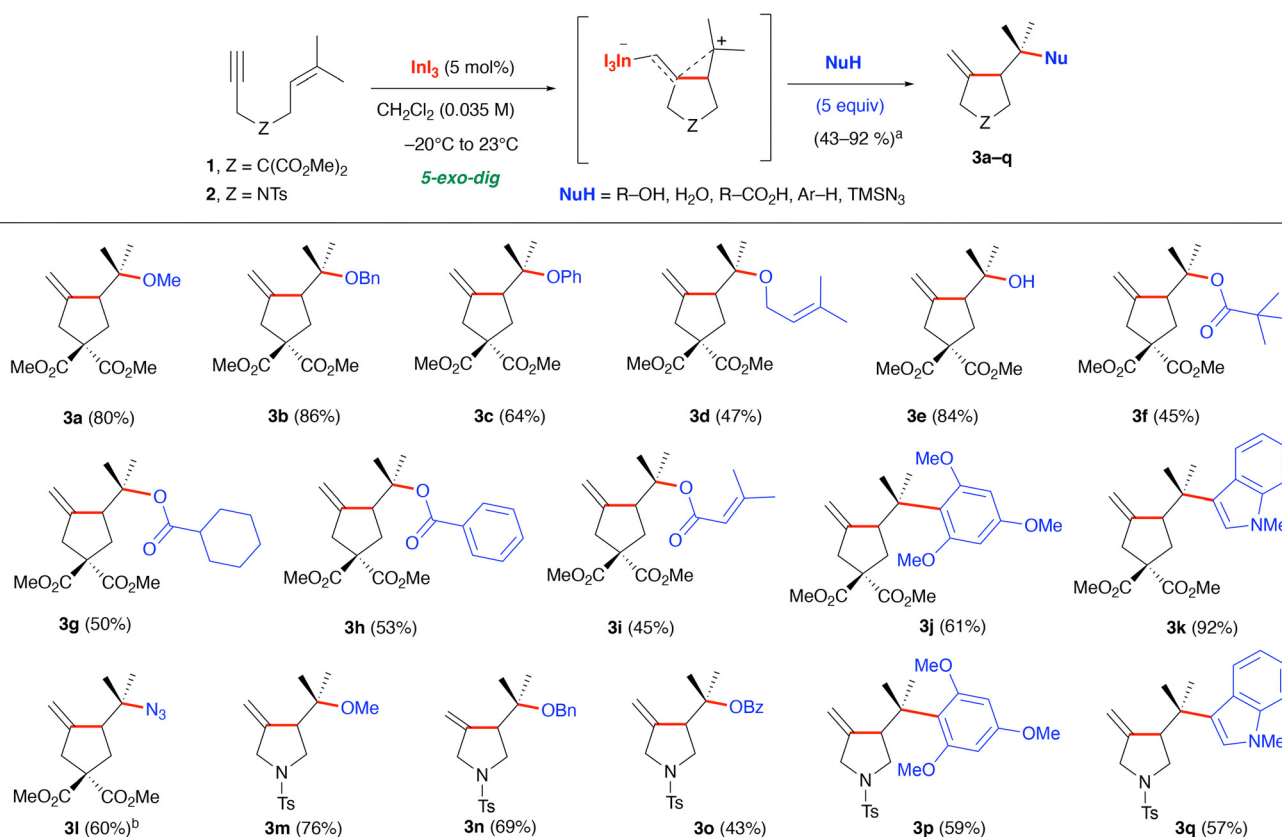 InI3 (5 mol%)
CH2Cl2 (0.035 M)
–20°C to 23°C
5-exo-dig
Z
1, Z = C(CO2Me)2
2, Z = NTs
–
I3In
+
Z
NuH
(5 equiv)
(43–92 %)a
Nu
Z
3a–q
NuH = R–OH, H2O, R–CO2H, Ar–H, TMSN3
OMe
MeO2C CO2Me
3a (80%)
OBn
MeO2C CO2Me
3b (86%)
OPh
MeO2C CO2Me
3c (64%)
O
MeO2C CO2Me
3d (47%)
OH
MeO2C CO2Me
3e (84%)
O
O
MeO2C CO2Me
3f (45%)
O
O
MeO2C CO2Me
3g (50%)
O
O
MeO2C CO2Me
3h (53%)
O
O
MeO2C CO2Me
3i (45%)
MeO
OMe
MeO
MeO2C CO2Me
3j (61%)
NMe
MeO2C CO2Me
3k (92%)
N3
MeO2C CO2Me
3l (60%)b
OMe
N
Ts
3m (76%)
OBn
N
Ts
3n (69%)
OBz
N
Ts
3o (43%)
MeO
OMe
MeO
N
Ts
3p (59%)
NMe
N
Ts
3q (57%)